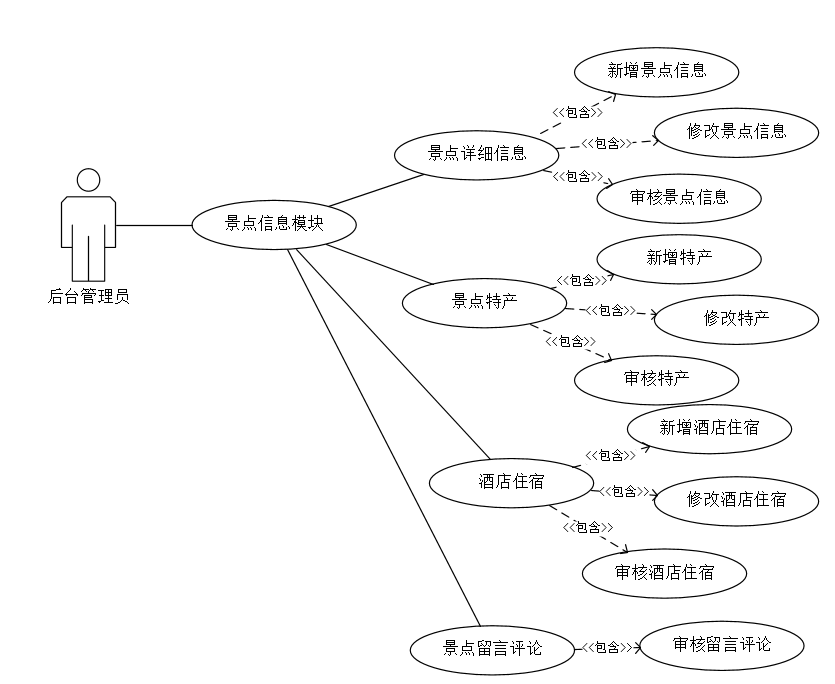 新增景点信息
<<包含>>
修改景点信息
<<包含>>
景点详细信息
<<包含>>
审核景点信息
景点信息模块
后台管理员
新增特产
<<包含>>
景点特产
<<包含>>
修改特产
<<包含>>
审核特产
新增酒店住宿
<<包含>>
酒店住宿
<<包含>>
修改酒店住宿
<<包含>>
审核酒店住宿
景点留言评论
<<包含>>
审核留言评论